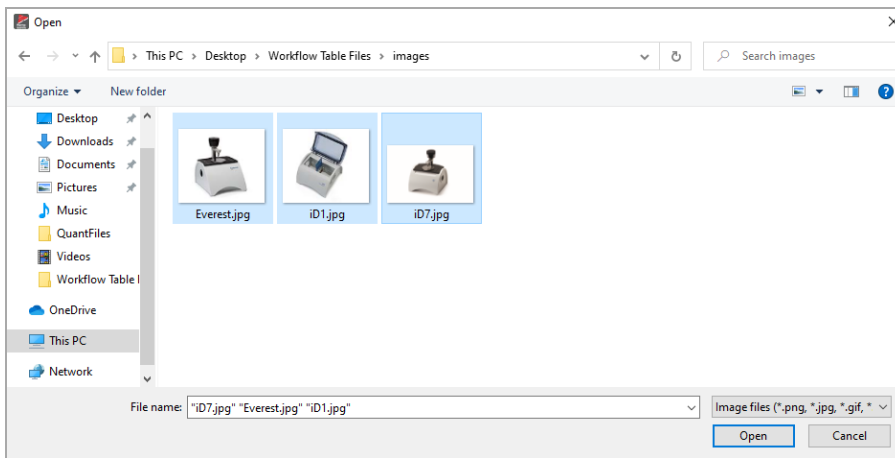 Open
This PC > Desktop > Workflow Table Files > images
Search images
Organize
New folder
Desktop
Downloads
Documents
Pictures
Music
QuantFiles
Videos
Workflow Table
OneDrive
This PC
Network
Everest.jpg
iD1.jpg
iD7.jpg
File name: "iD7.jpg" "Everest.jpg" "iD1.jpg"
Image files (*.png, *.jpg, *.gif, *
Open
Cancel